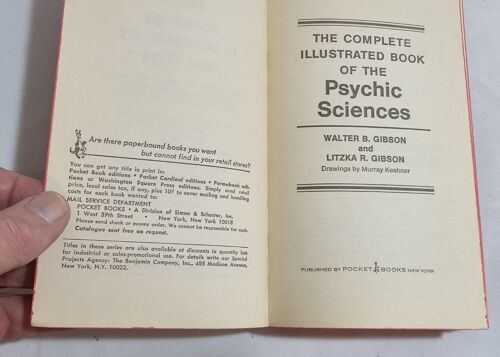 Are there paperbound books you want
but cannot find in your retail stores?
You can get any title in print in:
Pocket Book editions • Pocket Cardinal editions • Permabook edi-
tions or Washington Square Press editions. Simply send retail
price, local sales tax, if any, plus 10¢ to cover mailing and handling
costs for each book wanted to:
MAIL SERVICE DEPARTMENT
POCKET BOOKS • A Division of Simon & Schuster, Inc.
1 West 39th Street • New York, New York 10018
Please send check or money order. We cannot be responsible for cash.
Catalogue sent free on request.
Titles in these series are also available at discounts in quantity lots
for industrial or sales-promotional use. For details write our Special
Projects Agency: The Benjamin Company, Inc., 485 Madison Avenue,
New York, N.Y. 10022.
THE COMPLETE
ILLUSTRATED BOOK
OF THE
Psychic
Sciences
WALTER B. GIBSON
and
LITZKA R. GIBSON
Drawings by Murray Keshner
PUBLISHED BY POCKET BOOKS NEW YORK